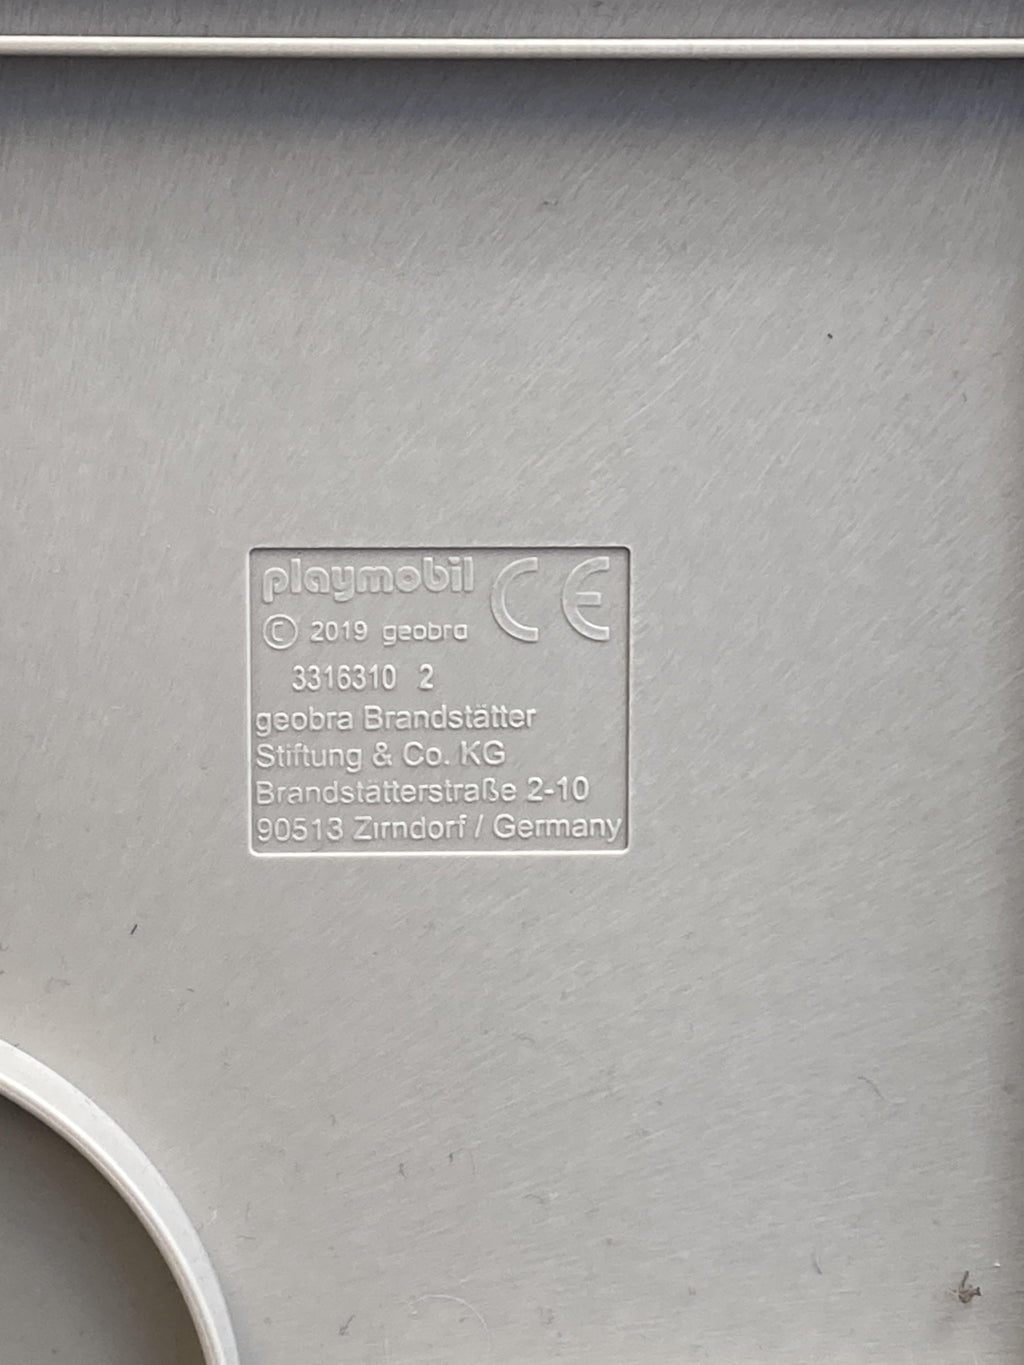 playmobil CE
© 2019 geobra
3316310 2
geobra Brandstätter
Stiftung & Co. KG
Brandstätterstraße 2-10
90513 Zirndorf / Germany